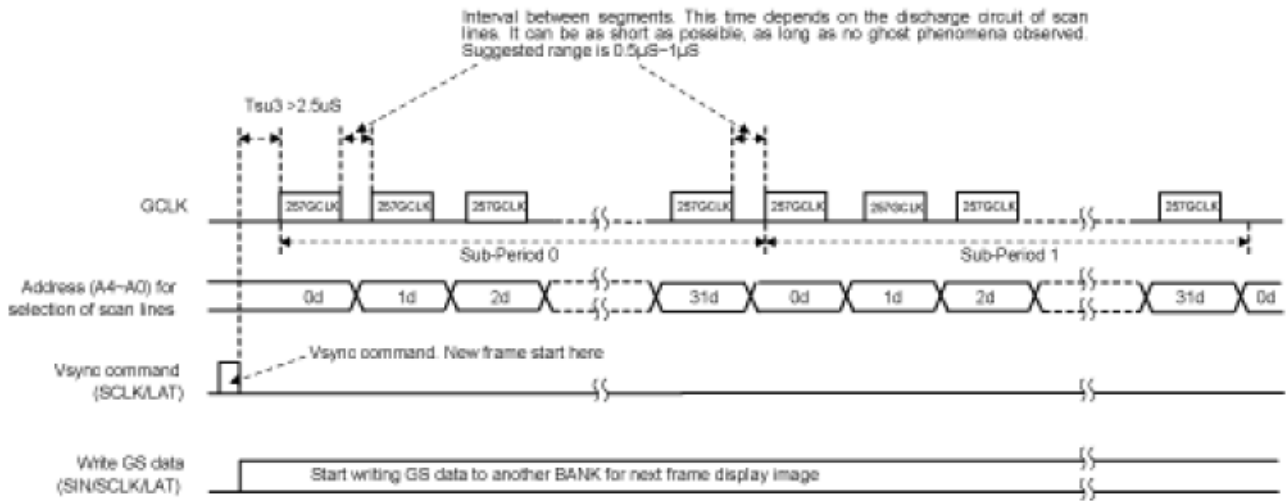 Interval between segments. This time depends on the discharge circuit of scan
lines. It can be as short as possible, as long as no ghost phenomena observed.
Suggested range is 0.5µS~1µS
Tsu3 >2.5uS
GCLK
257GCLK 257GCLK 257GCLK 257GCLK 257GCLK 257GCLK 257GCLK 257GCLK
Sub-Period 0 Sub-Period 1
Address (A4~A0) for
selection of scan lines
0d 1d 2d 31d 0d 1d 2d 31d 0d
Vsync command. New frame start here
Vsync command
(SCLK/LAT)
Write GS data
(SIN/SCLK/LAT)
Start writing GS data to another BANK for next frame display image